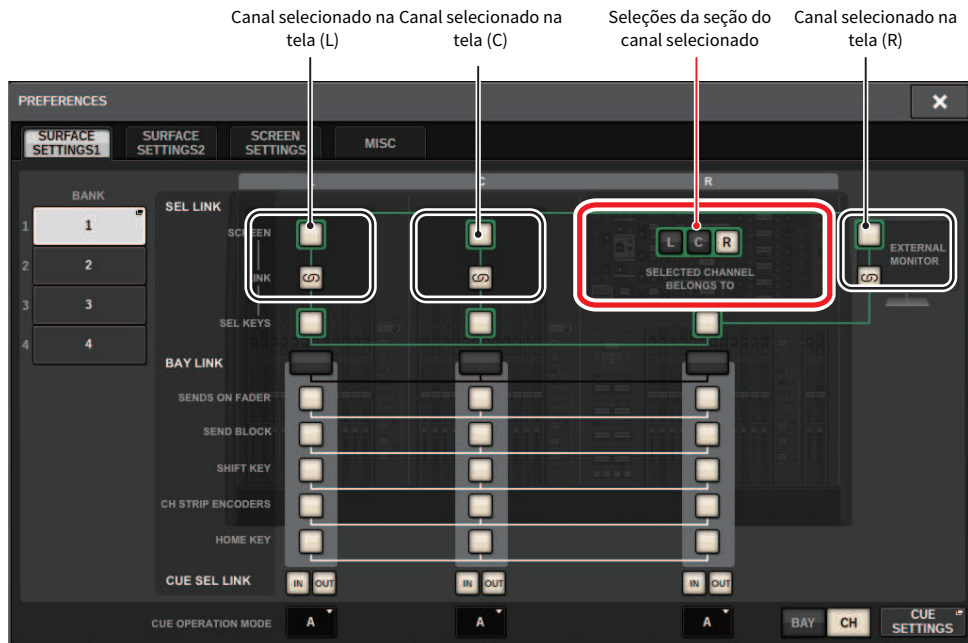 Canal selecionado na
tela (L)
Canal selecionado na
tela (C)
Seleções da seção do
canal selecionado
Canal selecionado na
tela (R)
PREFERENCES
SURFACE
SETTINGS1
SURFACE
SETTINGS2
SCREEN
SETTINGS
MISC
L
C
R
BANK
1 1
2 2
3 3
4 4
SEL LINK
SCREEN
LINK
SEL KEYS
L C R
SELECTED CHANNEL
BELONGS TO
EXTERNAL
MONITOR
BAY LINK
SENDS ON FADER
SEND BLOCK
SHIFT KEY
CH STRIP ENCODERS
HOME KEY
CUE SEL LINK IN OUT IN OUT IN OUT
CUE OPERATION MODE A A A BAY CH
CUE
SETTINGS